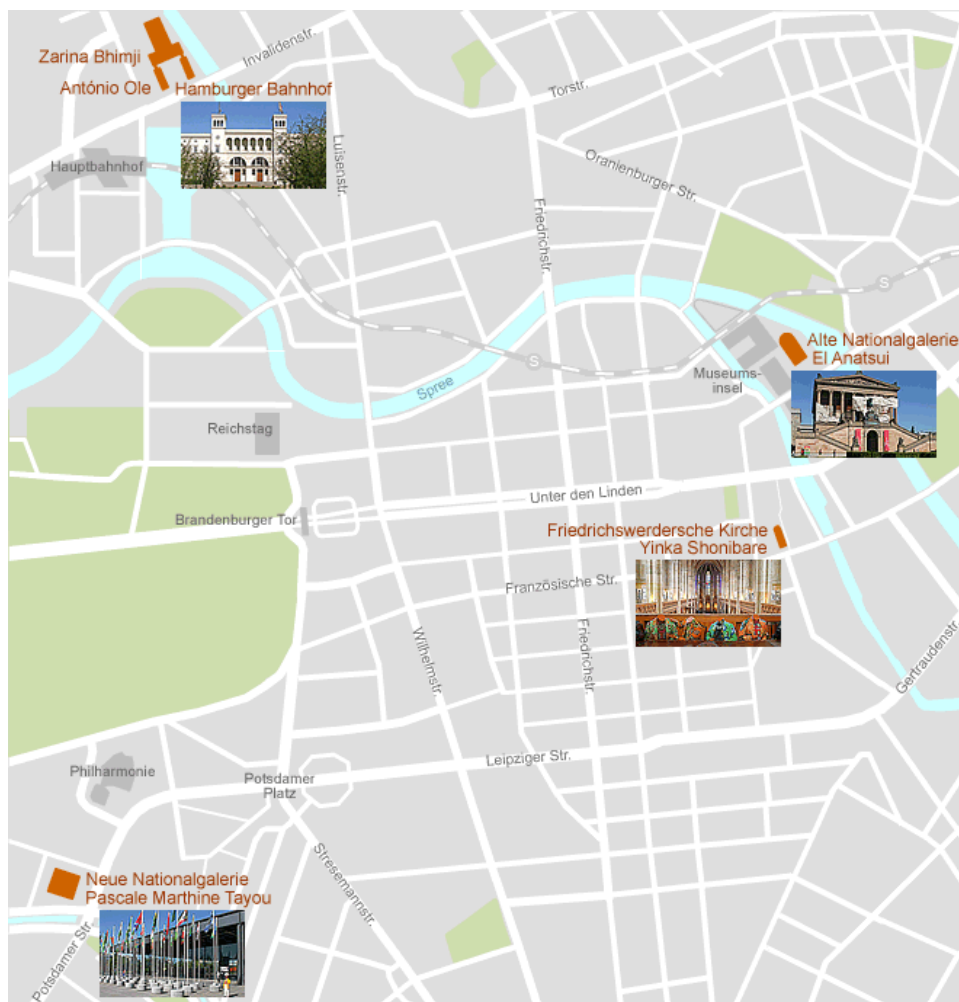 Zarina Bhimji
António Ole
Hamburger Bahnhof
Invalidenstr.
Torstr.
Luisenstr.
Hauptbahnhof
Oranienburger Str.
Friedrichstr.
S
S
Alte Nationalgalerie
El Anatsui
Museums-
insel
Spree
Reichstag
Unter den Linden
Brandenburger Tor
Friedrichswerdersche Kirche
Yinka Shonibare
Französische Str.
Wilhelmstr.
Friedrichstr.
Gertraudenstr.
Leipziger Str.
Philharmonie
Potsdamer
Platz
Stresemannstr.
Neue Nationalgalerie
Pascale Marthine Tayou
Potsdamer Str.